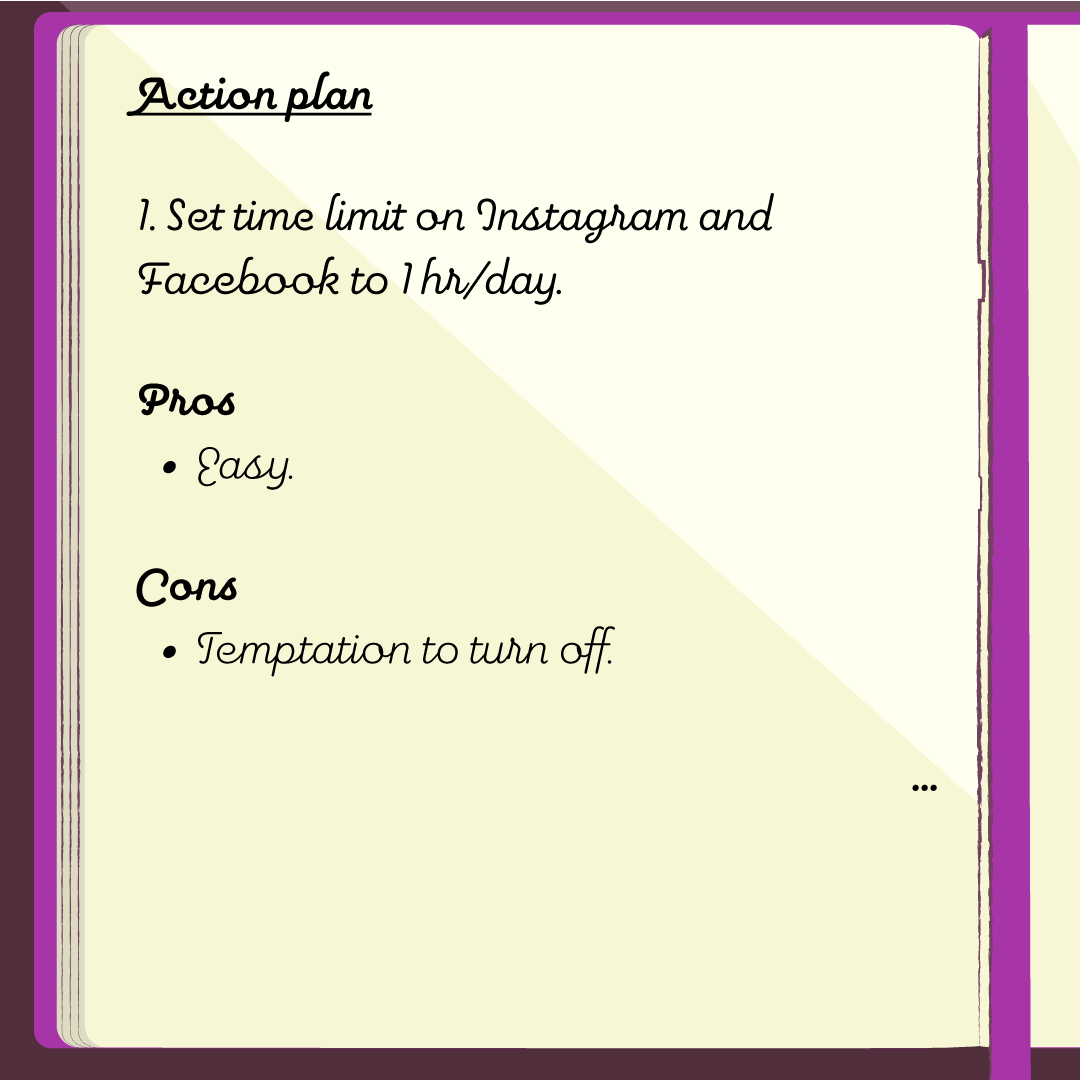 Action plan
1. Set time limit on Instagram and
Facebook to 1 hr/day.
Pros
• Easy.
Cons
• Temptation to turn off.
...